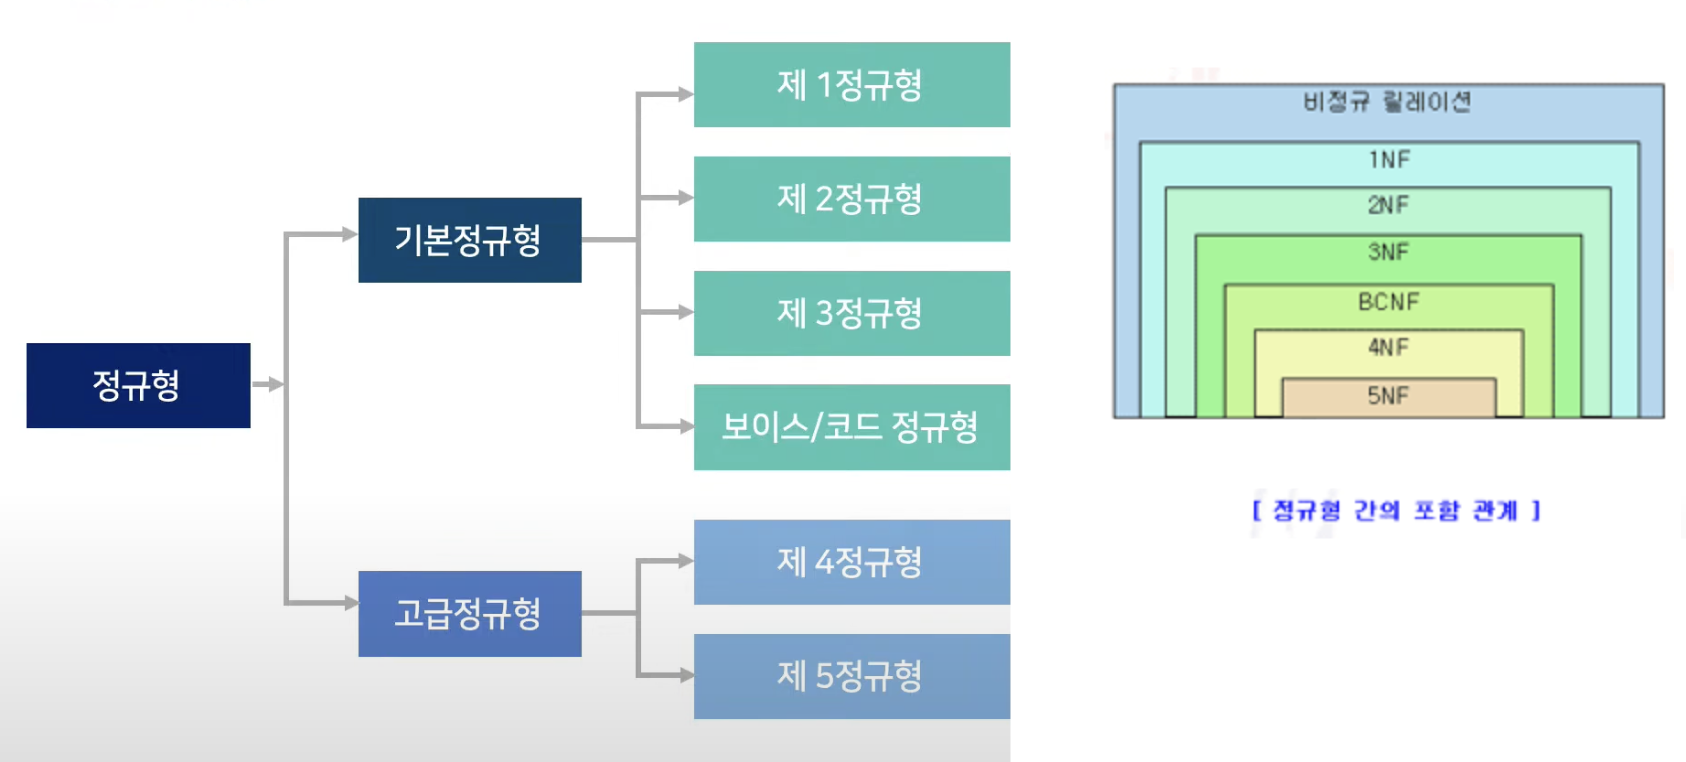 정규형
기본정규형
제 1정규형
제 2정규형
제 3정규형
보이스/코드 정규형
고급정규형
제 4정규형
제 5정규형
비정규 릴레이션
1NF
2NF
3NF
BCNF
4NF
5NF
[ 정규형 간의 포함 관계 ]